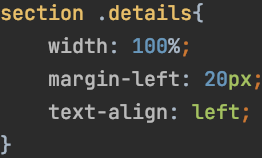 section .details{
    width: 100%;
    margin-left: 20px;
    text-align: left;
}